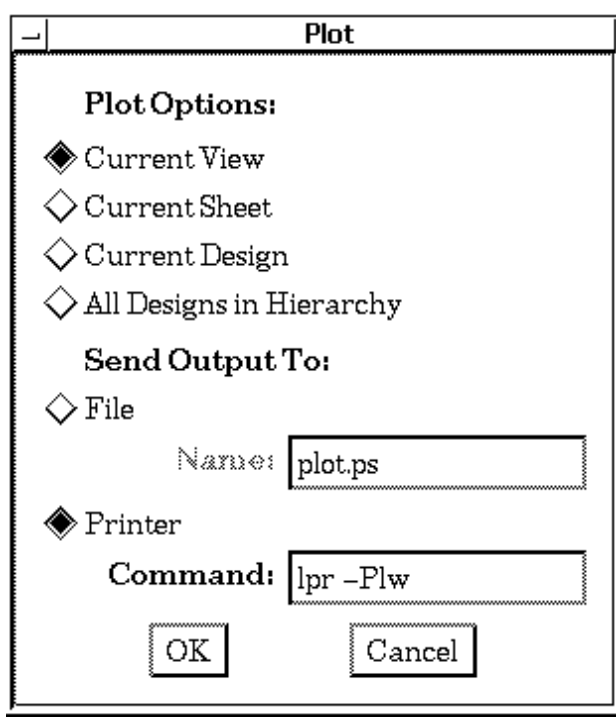 Plot
Plot Options:
Current View
Current Sheet
Current Design
All Designs in Hierarchy
Send Output To:
File
Name: plot.ps
Printer
Command: lpr -Plw
OK Cancel